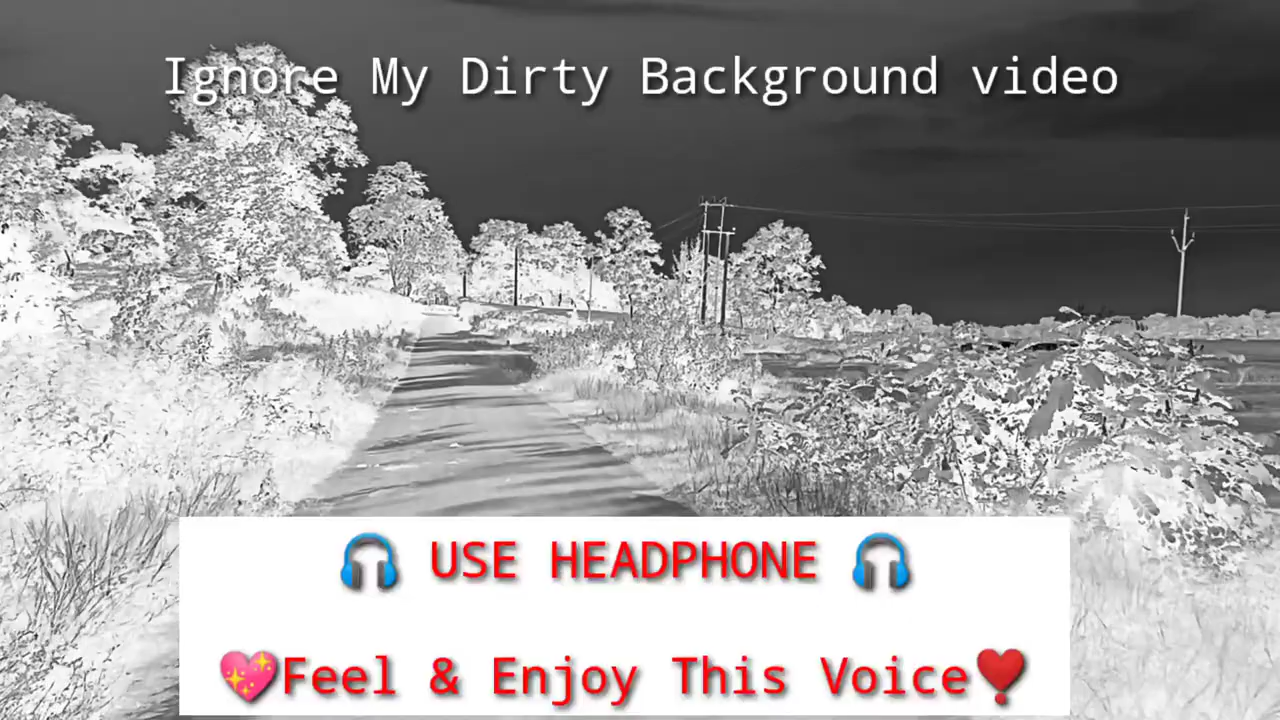 Ignore My Dirty Background video
🎧 USE HEADPHONE 🎧
💖Feel & Enjoy This Voice❣️